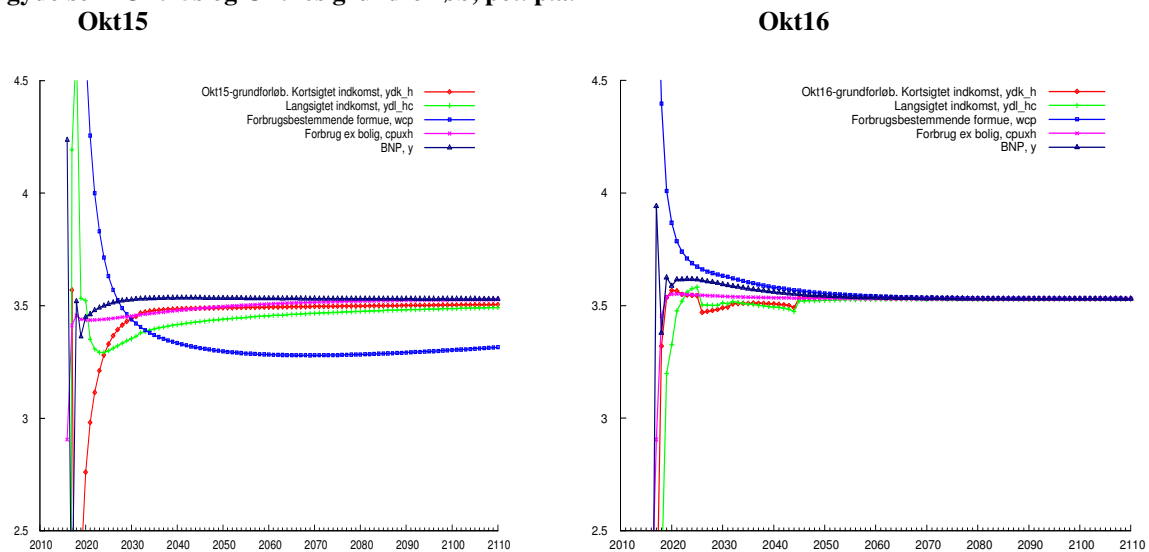 Okt15 Okt16
4.5
4
3.5
3
2.5
2010 2020 2030 2040 2050 2060 2070 2080 2090 2100 2110
Okt15-grundforløb. Kortsigtet indkomst, ydk_h
Langsigtet indkomst, ydl_hc
Forbrugsbestemmende formue, wcp
Forbrug ex bolig, cpuxh
BNP, y
4.5
4
3.5
3
2.5
2010 2020 2030 2040 2050 2060 2070 2080 2090 2100 2110
Okt16-grundforløb. Kortsigtet indkomst, ydk_h
Langsigtet indkomst, ydl_hc
Forbrugsbestemmende formue, wcp
Forbrug ex bolig, cpuxh
BNP, y